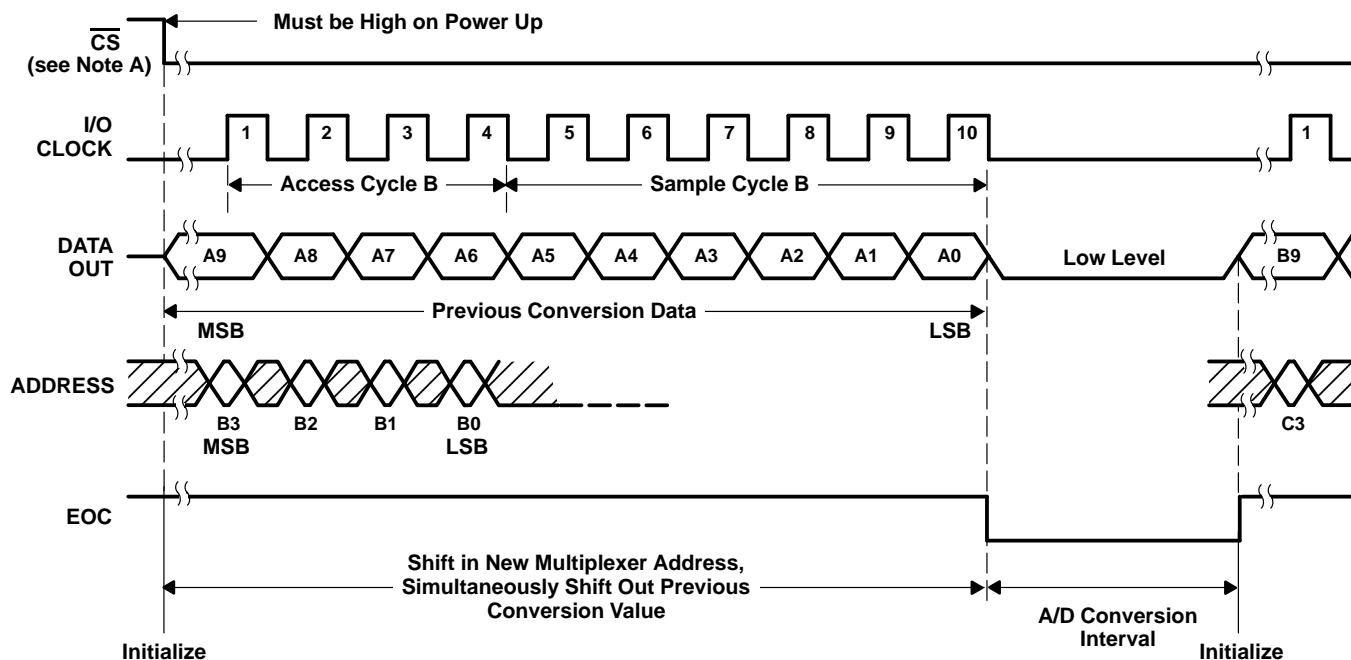 Must be High on Power Up
CS
(see Note A)
I/O
CLOCK
1 2 3 4 5 6 7 8 9 10 1
Access Cycle B Sample Cycle B
DATA
OUT
A9 A8 A7 A6 A5 A4 A3 A2 A1 A0 Low Level B9
Previous Conversion Data
MSB LSB
ADDRESS
B3 B2 B1 B0 C3
MSB LSB
EOC
Shift in New Multiplexer Address,
Simultaneously Shift Out Previous
Conversion Value
A/D Conversion
Interval
Initialize Initialize